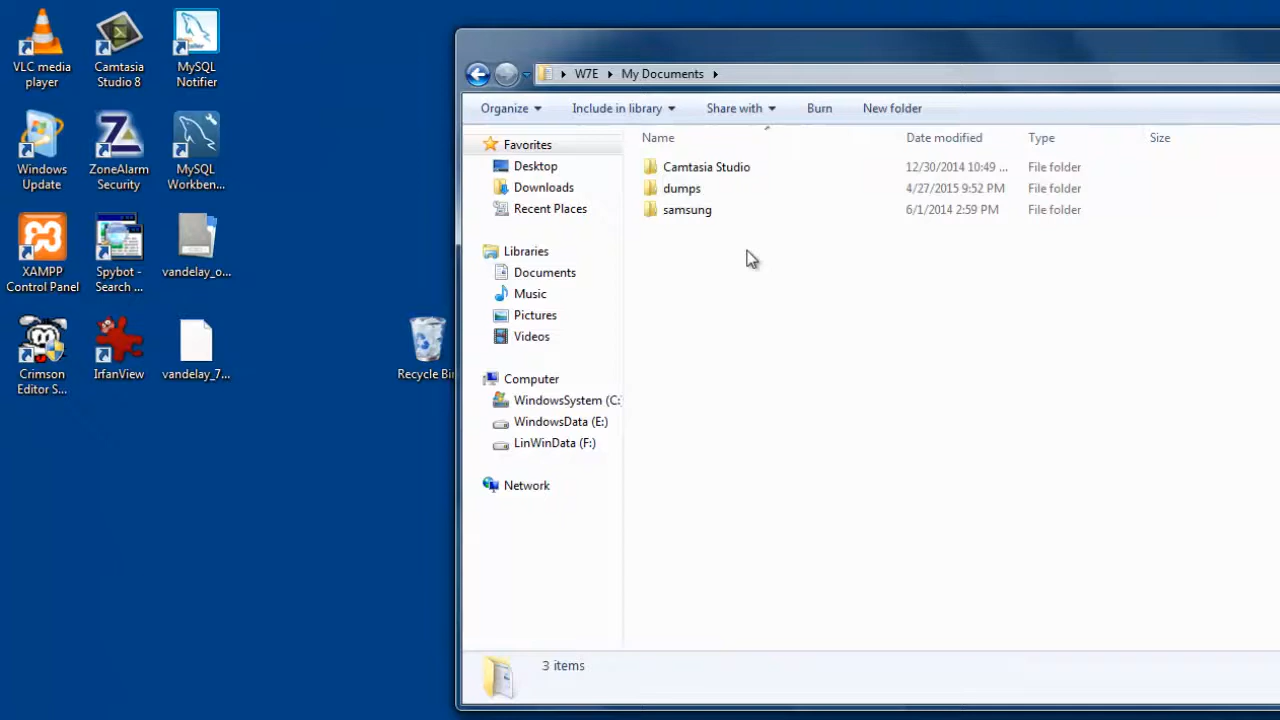 VLC media
player
Camtasia
Studio 8
MySQL
Notifier
Windows
Update
ZoneAlarm
Security
MySQL
Workben...
XAMPP
Control Panel
Spybot -
Search ...
vandelay_o...
Crimson
Editor S...
IrfanView
vandelay_7...
Recycle Bin
W7E
My Documents
Organize
Include in library
Share with
Burn
New folder
Favorites
Desktop
Downloads
Recent Places
Libraries
Documents
Music
Pictures
Videos
Computer
WindowsSystem (C:
WindowsData (E:)
LinWinData (F:)
Network
Name Date modified Type Size
Camtasia Studio 12/30/2014 10:49 ... File folder
dumps 4/27/2015 9:52 PM File folder
samsung 6/1/2014 2:59 PM File folder
3 items